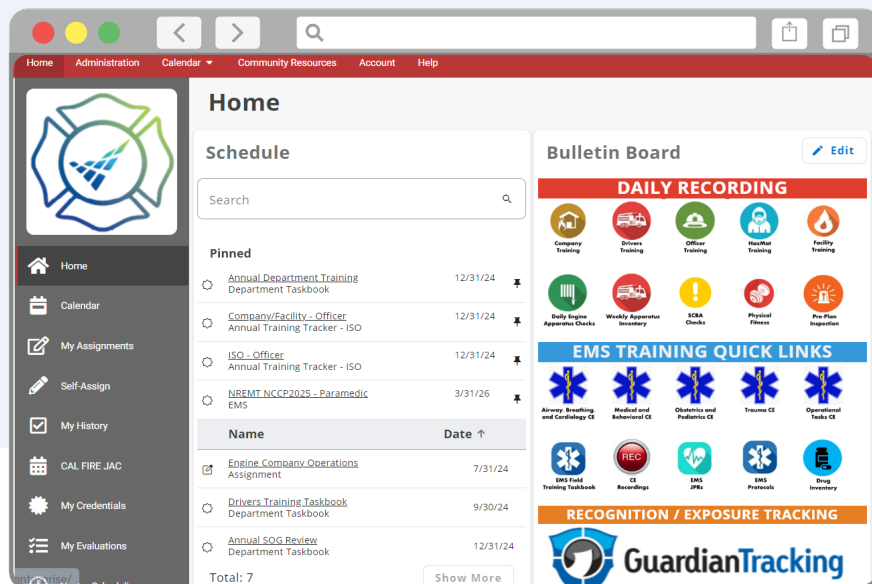 Home Administration Calendar Community Resources Account Help
Home
Calendar
My Assignments
Self-Assign
My History
CAL FIRE JAC
My Credentials
My Evaluations
Home
Schedule
Search
Pinned
Annual Department Training 12/31/24
Department Taskbook
Company/Facility - Officer 12/31/24
Annual Training Tracker - ISO
ISO - Officer 12/31/24
Annual Training Tracker - ISO
NREMT NCCP2025 - Paramedic 3/31/26
EMS
Name Date ↑
Engine Company Operations 7/31/24
Assignment
Drivers Training Taskbook 9/30/24
Department Taskbook
Annual SOG Review 12/31/24
Department Taskbook
Total: 7 Show More
Bulletin Board Edit
DAILY RECORDING
Company Training
Drivers Training
Officer Training
HazMat Training
Facility Training
Daily Engine Apparatus Checks
Weekly Apparatus Inventory
SCBA Checks
Physical Fitness
Pre-Plan Inspection
EMS TRAINING QUICK LINKS
Airway, Breathing, and Cardiology CE
Medical and Behavioral CE
Obstetrics and Pediatrics CE
Trauma CE
Operational Tasks CE
EMS Field Training Taskbook
REC
CE Recordings
EMS JPRs
EMS Protocols
Drug Inventory
RECOGNITION / EXPOSURE TRACKING
GuardianTracking